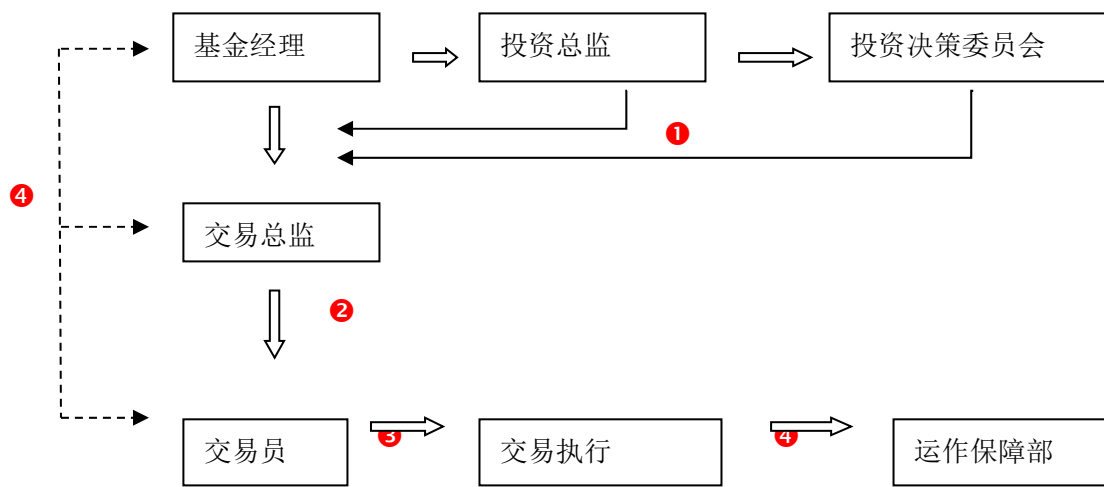 基金经理
投资总监
投资决策委员会
❶
❹
交易总监
❷
交易员
❸
交易执行
❹
运作保障部